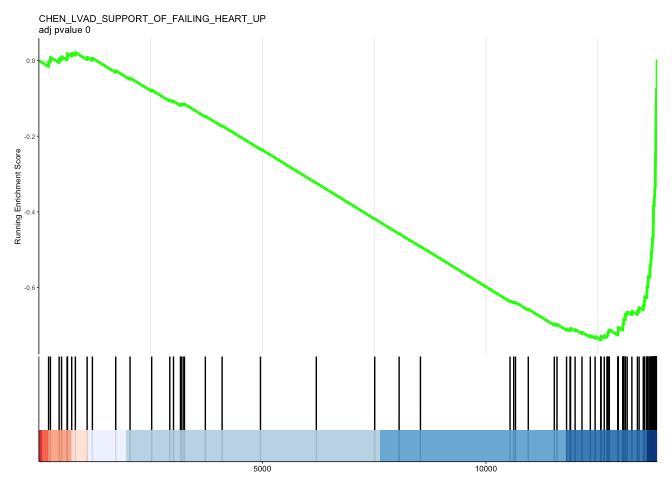 CHEN_LVAD_SUPPORT_OF_FAILING_HEART_UP
adj pvalue 0
Running Enrichment Score
0.0
-0.2
-0.4
-0.6
5000
10000